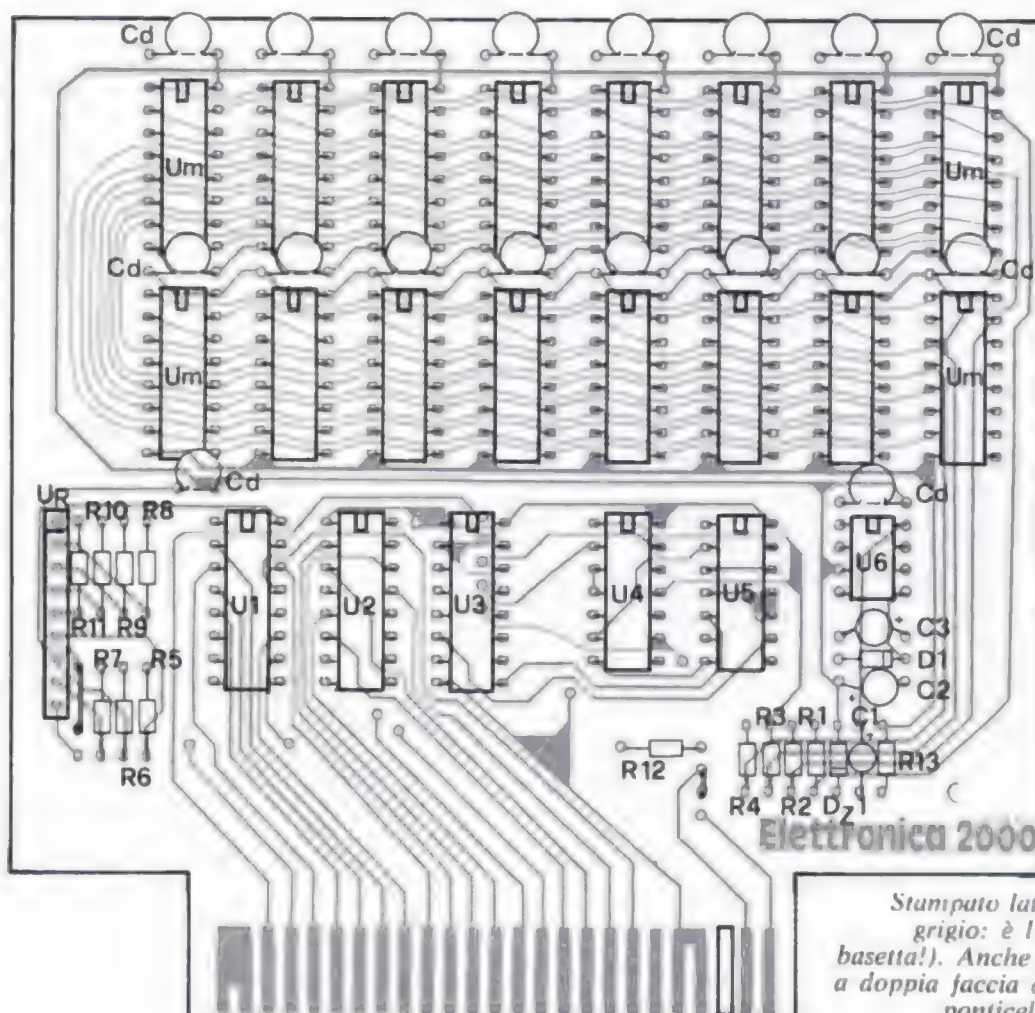 Cd Cd
Um Um
Cd Cd
Um Um
Cd Cd
UR R10 R8
U1 U2 U3 U4 U5 U6
R11 R9 C3
R7 R5 D1
C2
R3 R1 C1
R6 R12 R13
R4 R2 DZ1
Elettronica 2000
Stampato lat
grigio: è l
basetta!). Anche
a doppia faccia
ponticel